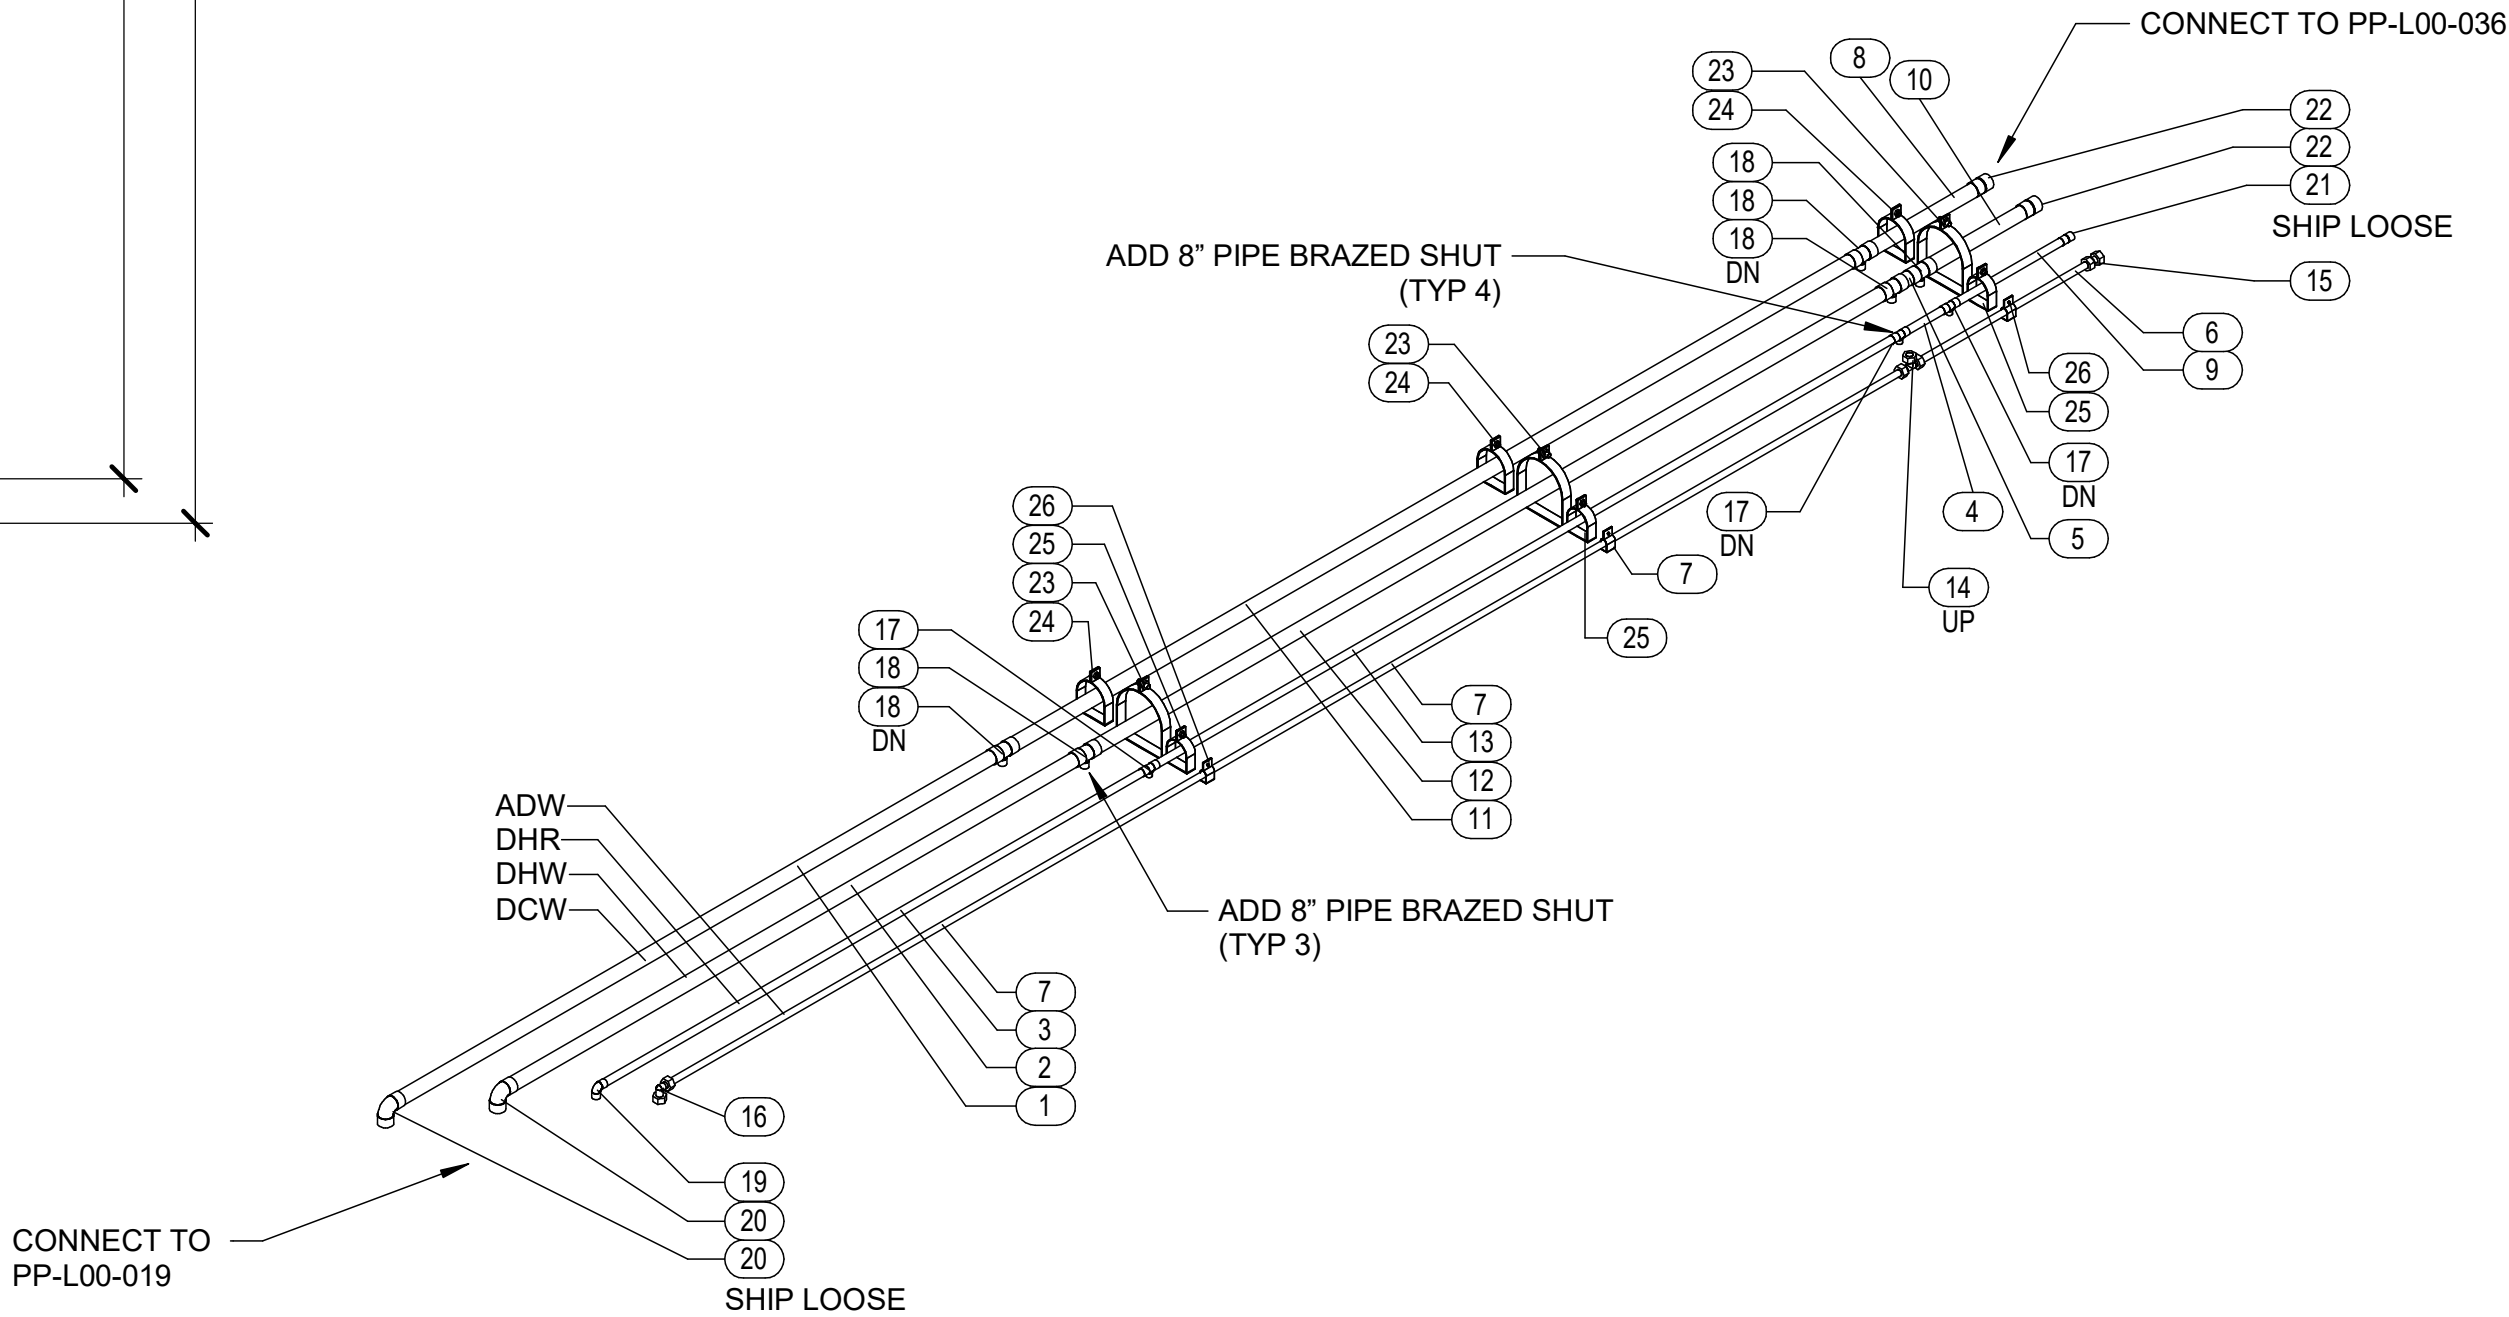 CONNECT TO PP-L00-036
8
23
10
24
22
22
21
SHIP LOOSE
18
18
18
DN
ADD 8” PIPE BRAZED SHUT
(TYP 4)
15
6
9
23
24
26
25
17
DN
4
5
17
DN
14
UP
7
25
26
25
23
24
17
18
18
DN
7
13
12
11
ADW
DHR
DHW
DCW
ADD 8” PIPE BRAZED SHUT
(TYP 3)
7
3
2
1
16
19
20
20
SHIP LOOSE
CONNECT TO
PP-L00-019